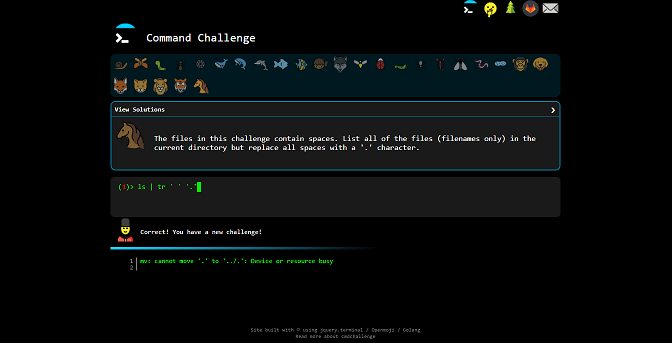 Command Challenge
View Solutions
The files in this challenge contain spaces. List all of the files (filenames only) in the
current directory but replace all spaces with a '.' character.
(1)> ls | tr ' ' '.'
Correct! You have a new challenge!
1 mv: cannot move '.' to '../.': Device or resource busy
2
Site built with ♡ using jquery.terminal / Openmoji / Golang
Read more about cmdchallenge